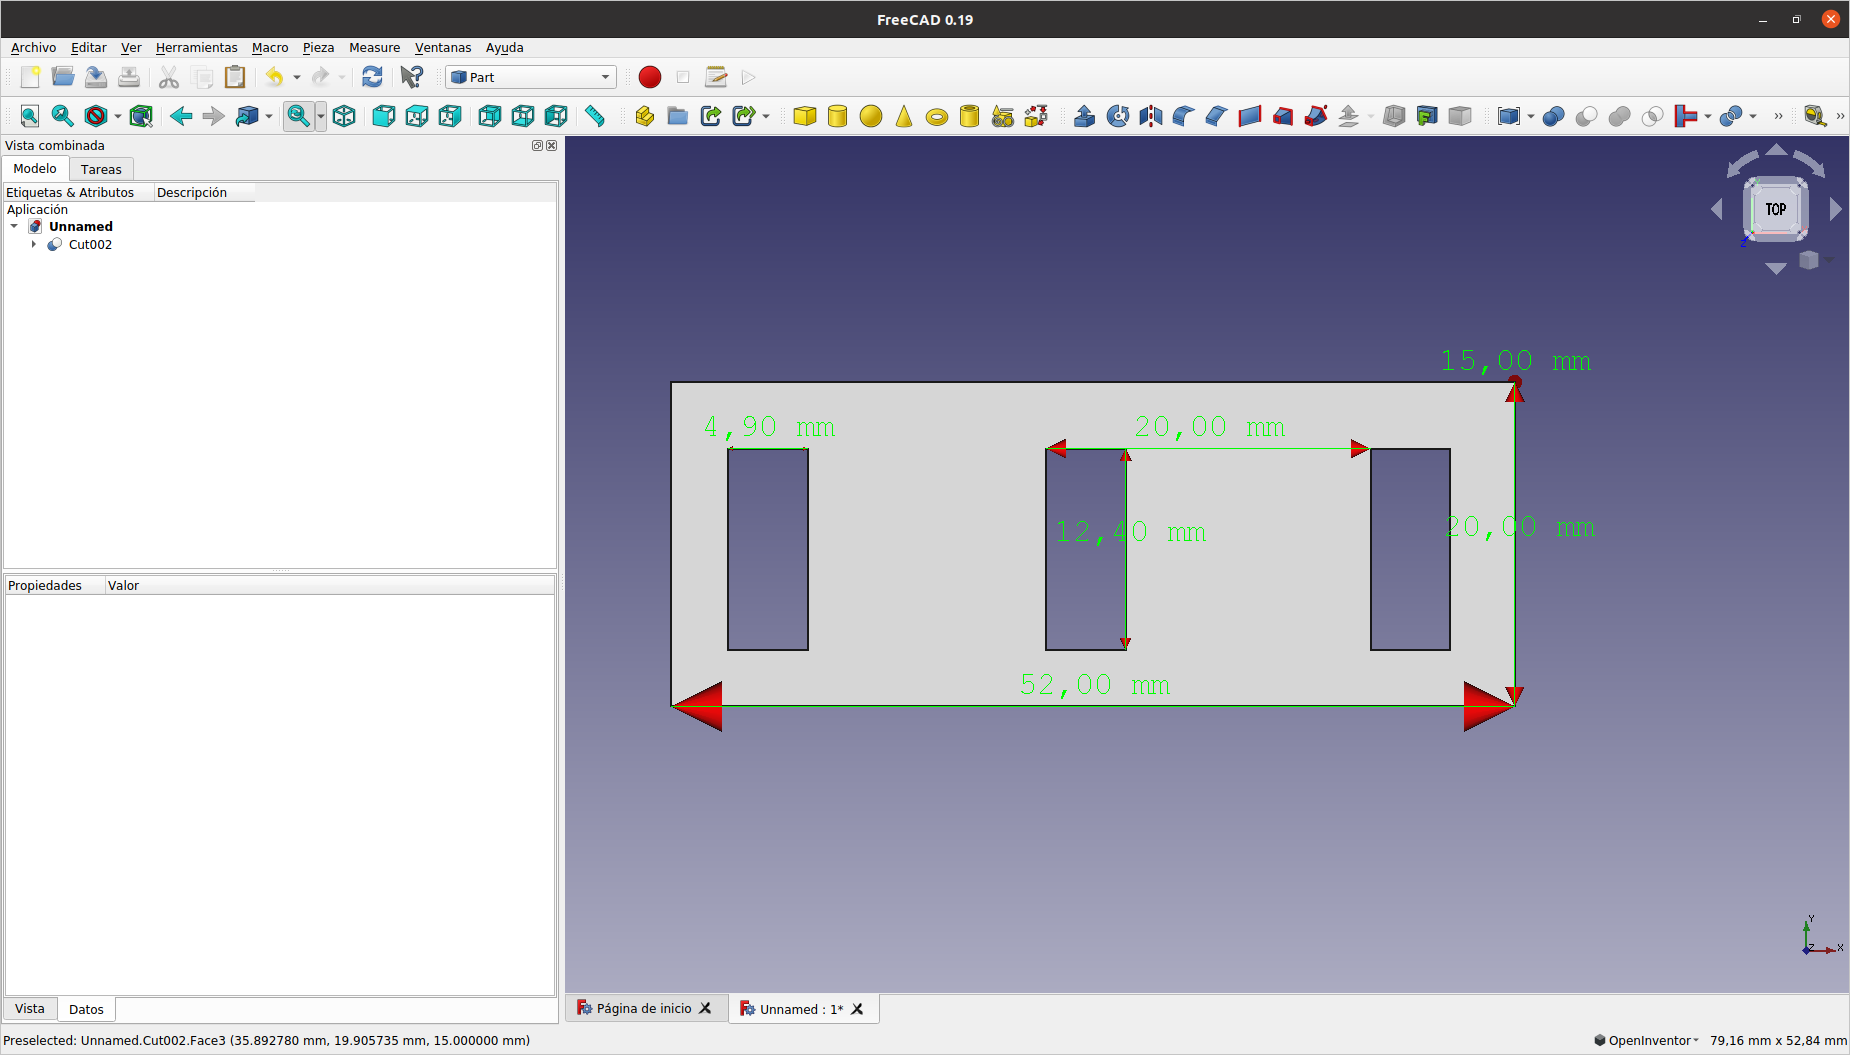 FreeCAD 0.19
Archivo Editar Ver Herramientas Macro Pieza Measure Ventanas Ayuda
Part
Vista combinada
Modelo Tareas
Etiquetas & Atributos Descripción
Aplicación
Unnamed
Cut002
TOP
Z
15,00 mm
4,90 mm 20,00 mm
12,40 mm 20,00 mm
52,00 mm
Propiedades Valor
Y
Z X
Vista Datos
Página de inicio Unnamed : 1*
Preselected: Unnamed.Cut002.Face3 (35.892780 mm, 19.905735 mm, 15.000000 mm) OpenInventor 79,16 mm x 52,84 mm